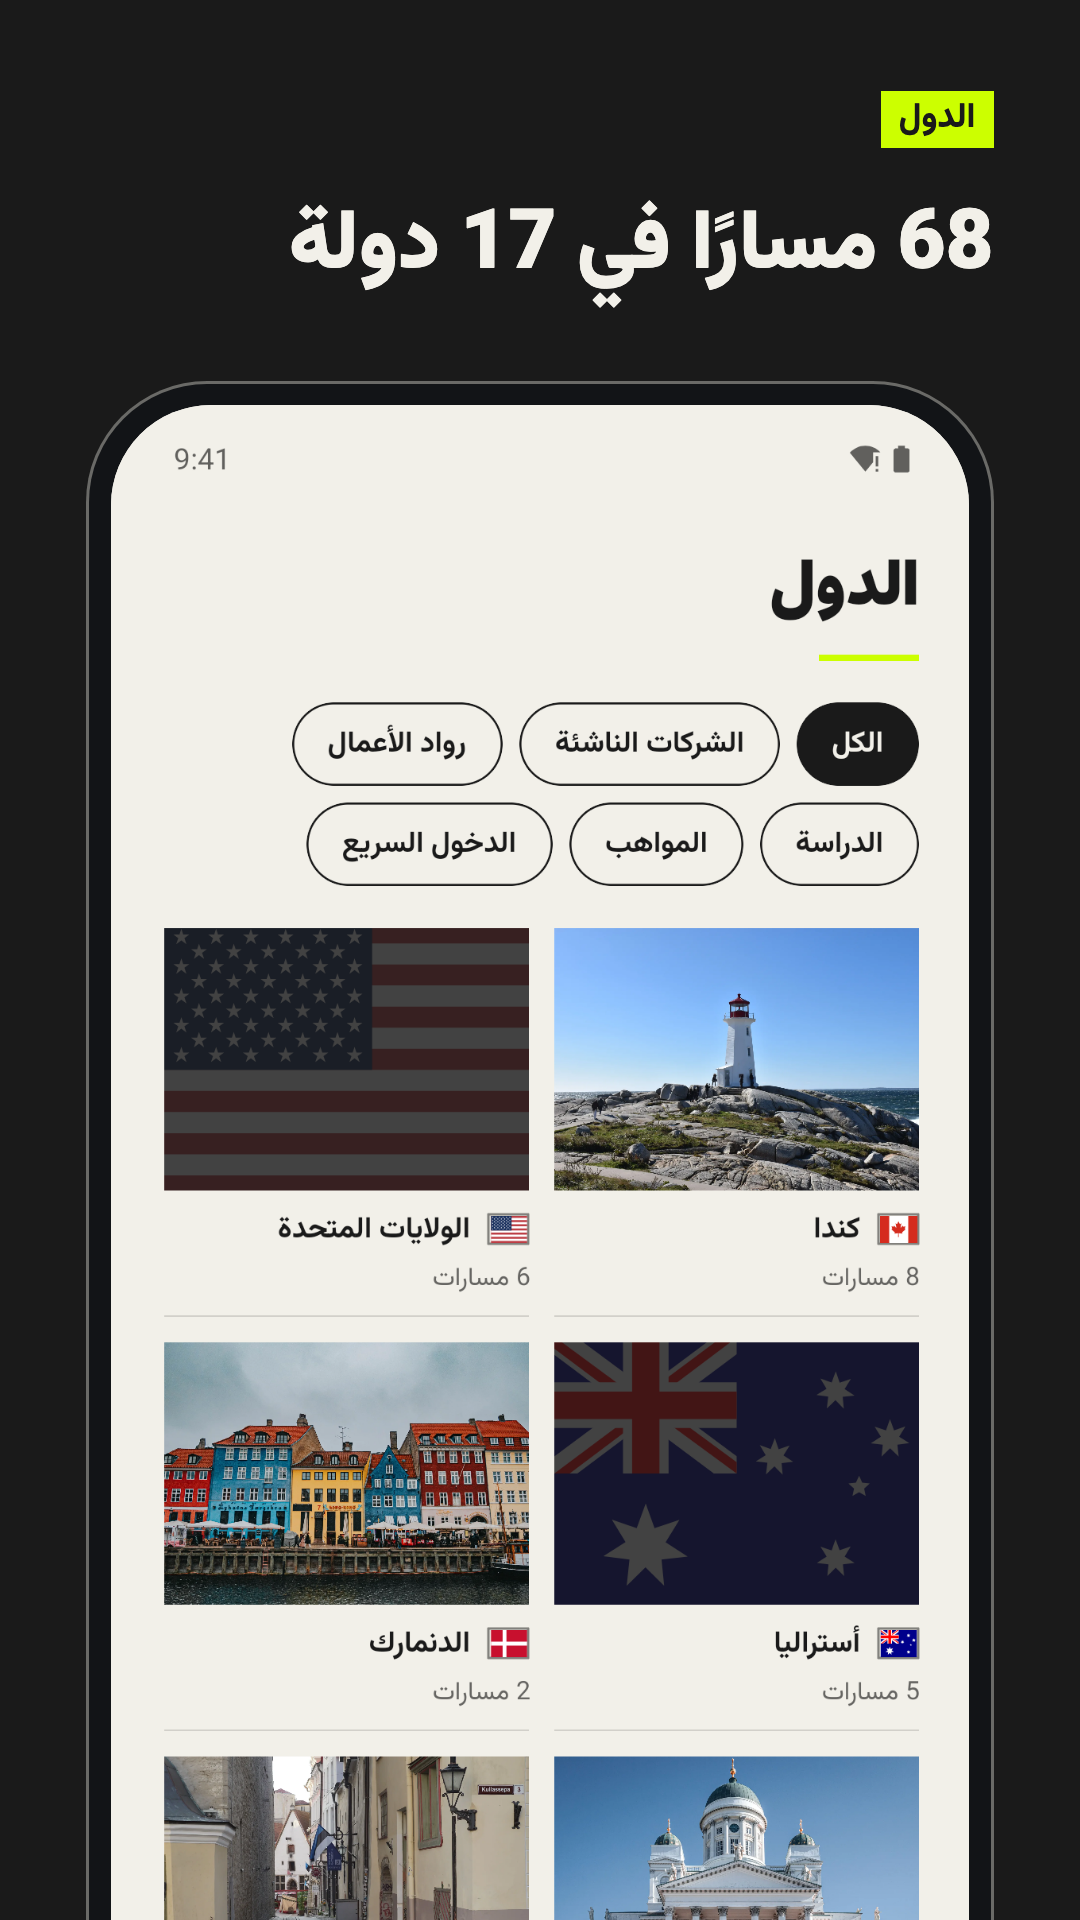 الدول
68 مسارًا في 17 دولة
9:41
الدول
الكل
الشركات الناشئة
رواد الأعمال
الدراسة
المواهب
الدخول السريع
كندا
8 مسارات
الولايات المتحدة
6 مسارات
أستراليا
5 مسارات
الدنمارك
2 مسارات
Kullassepa